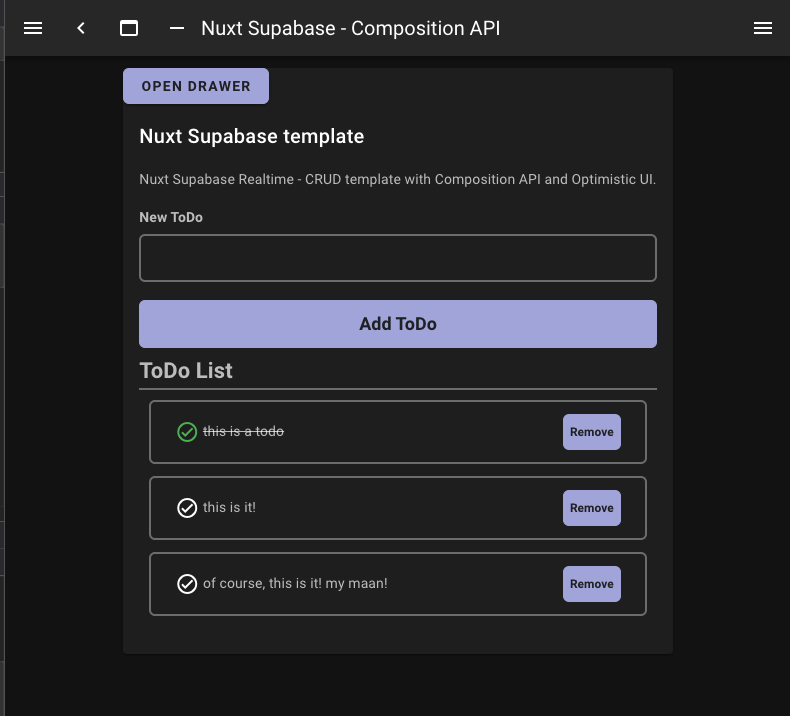 Nuxt Supabase - Composition API
OPEN DRAWER
Nuxt Supabase template
Nuxt Supabase Realtime - CRUD template with Composition API and Optimistic UI.
New ToDo
Add ToDo
ToDo List
this is a todo
Remove
this is it!
Remove
of course, this is it! my maan!
Remove